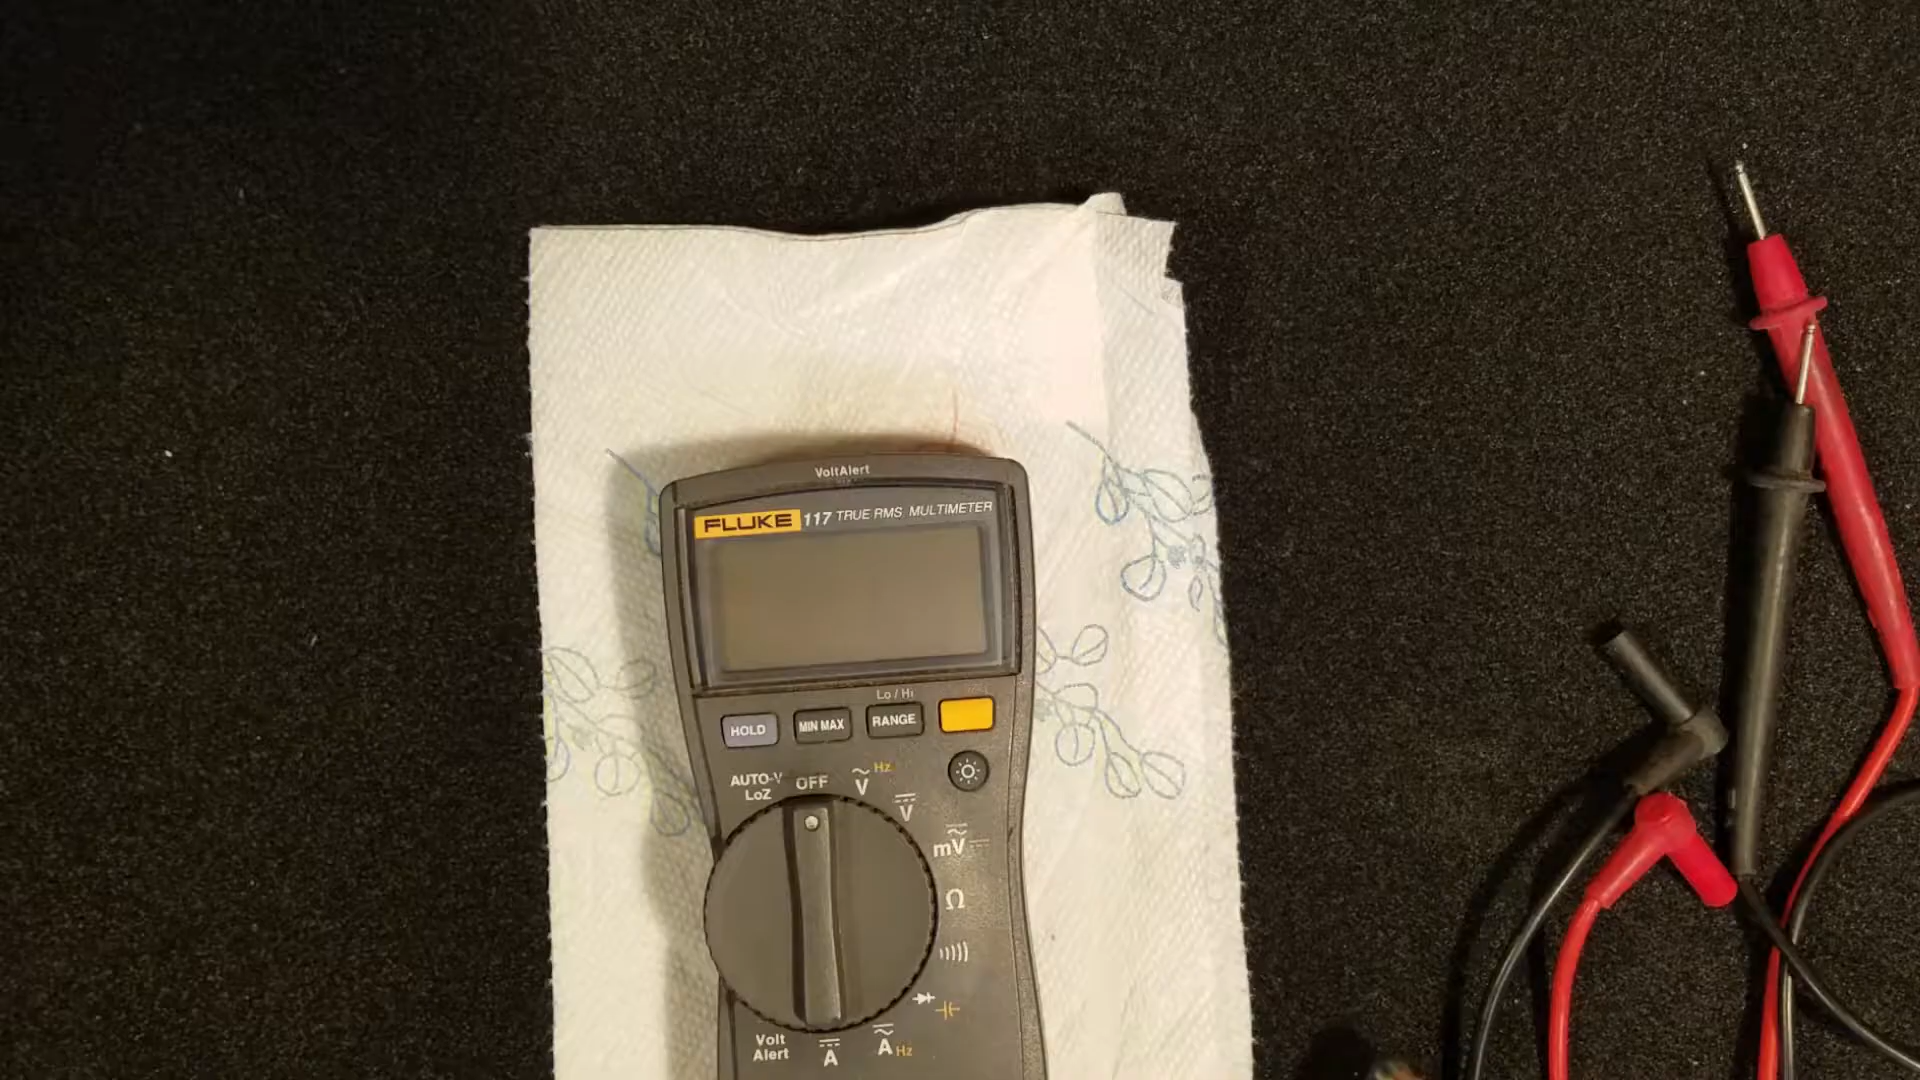 VoltAlert
FLUKE 117 TRUE RMS MULTIMETER
Lo / Hi
HOLD MIN MAX RANGE
AUTO-V LoZ
OFF
V Hz
V
mV
Ω
Volt Alert
A
A Hz